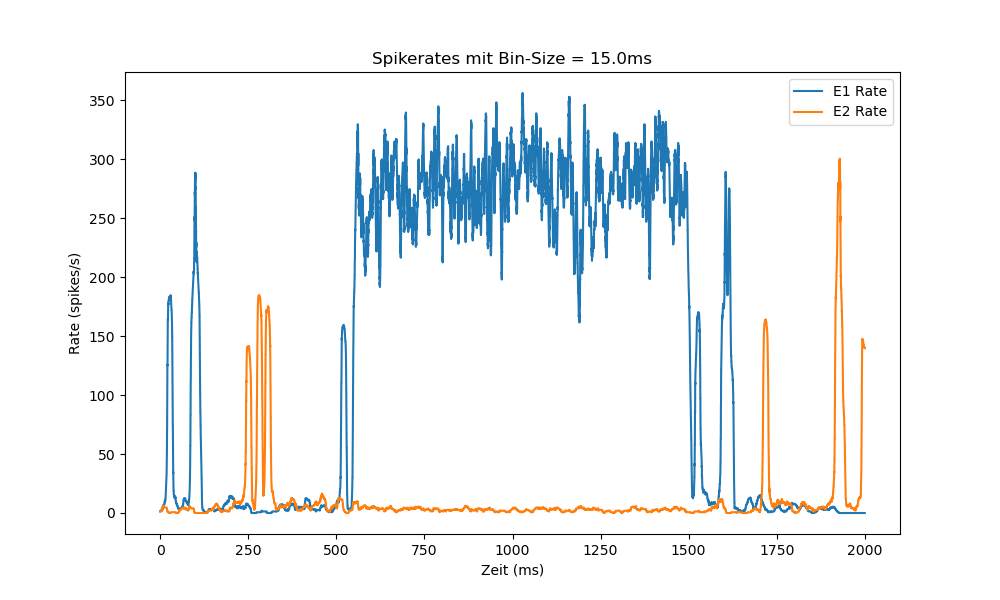 Spikerates mit Bin-Size = 15.0ms
E1 Rate
E2 Rate
Rate (spikes/s)
350
300
250
200
150
100
50
0
0 250 500 750 1000 1250 1500 1750 2000
Zeit (ms)